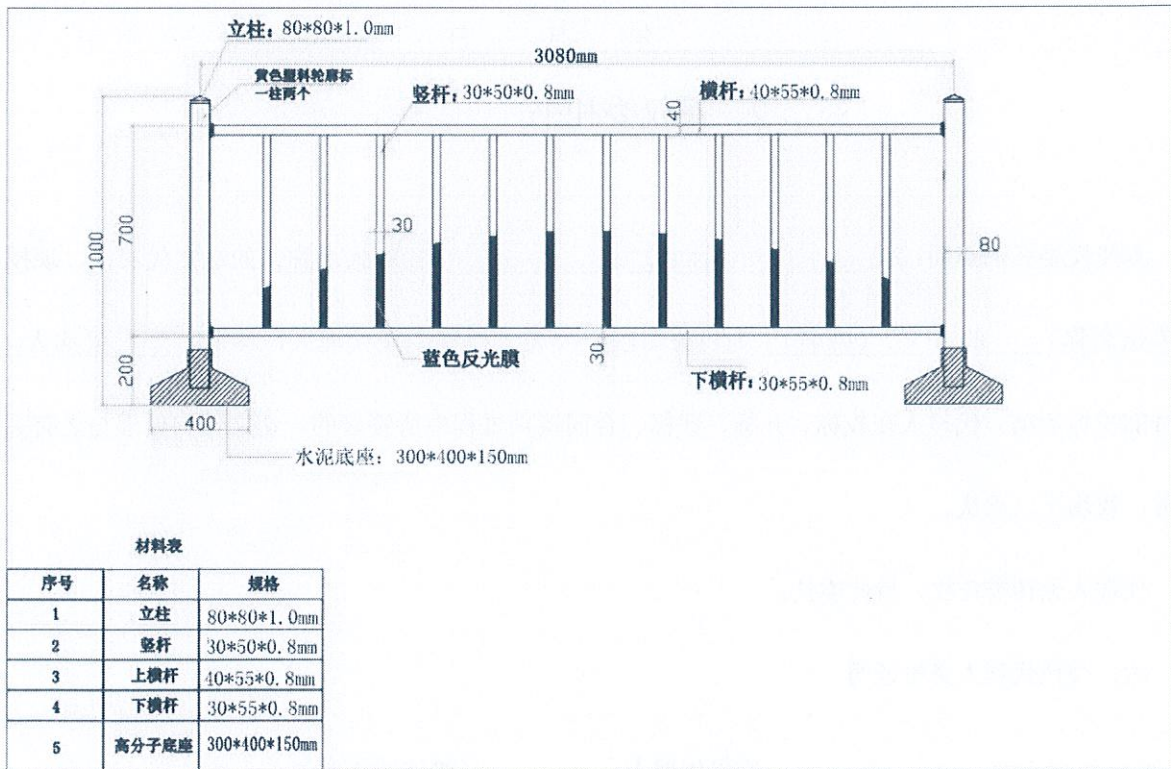 立柱：80*80*1.0mm
3080mm
黄色塑料轮廓标
一柱两个
竖杆：30*50*0.8mm
横杆：40*55*0.8mm
40
1000
700
30
80
200
蓝色反光膜
30
下横杆：30*55*0.8mm
400
水泥底座：300*400*150mm
材料表
序号 名称 规格
1 立柱 80*80*1.0mm
2 竖杆 30*50*0.8mm
3 上横杆 40*55*0.8mm
4 下横杆 30*55*0.8mm
5 高分子底座 300*400*150mm